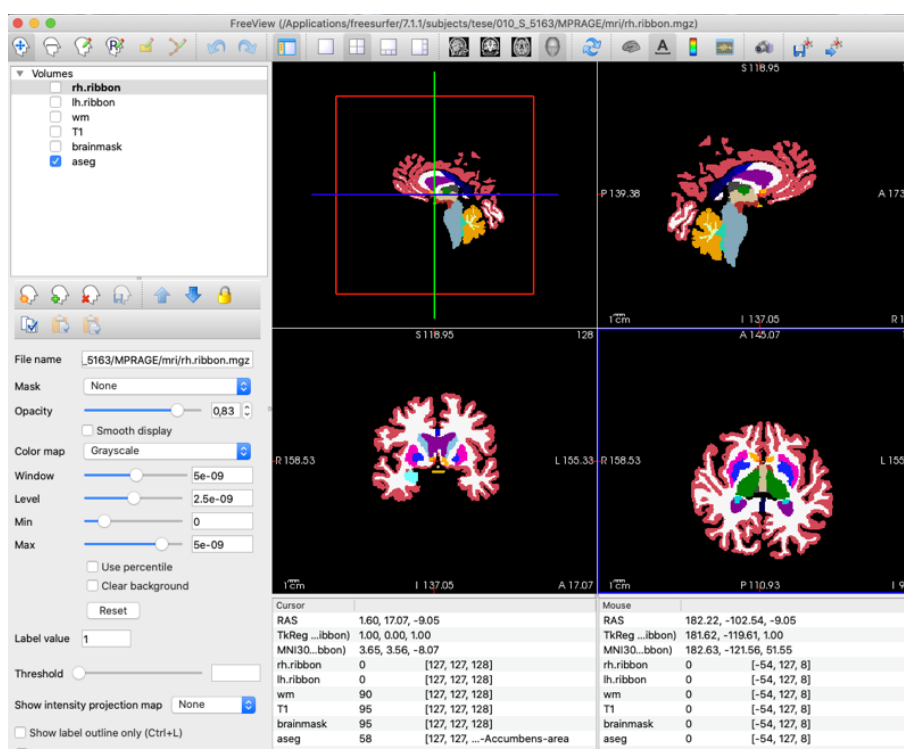 FreeView (/Applications/freesurfer/7.1.1/subjects/tese/010_S_5163/MPRAGE/mri/rh.ribbon.mgz)
Volumes
rh.ribbon
lh.ribbon
wm
T1
brainmask
aseg
File name _5163/MPRAGE/mri/rh.ribbon.mgz
Mask None
Opacity 0,83
Smooth display
Color map Grayscale
Window 5e-09
Level 2.5e-09
Min 0
Max 5e-09
Use percentile
Clear background
Reset
Label value 1
Threshold
Show intensity projection map None
Show label outline only (Ctrl+L)
A
S 118.95
P 139.38
A 173
1 cm
I 137.05
R 1
S 118.95
128
R 158.53
L 155.33
1 cm
I 137.05
A 17.07
A 145.07
R 158.53
L 155
1 cm
P 110.93
I 9
Cursor
RAS 1.60, 17.07, -9.05
TkReg ...ibbon) 1.00, 0.00, 1.00
MNI30...bbon) 3.65, 3.56, -8.07
rh.ribbon 0 [127, 127, 128]
lh.ribbon 0 [127, 127, 128]
wm 90 [127, 127, 128]
T1 95 [127, 127, 128]
brainmask 95 [127, 127, 128]
aseg 58 [127, 127, ...-Accumbens-area
Mouse
RAS 182.22, -102.54, -9.05
TkReg ...ibbon) 181.62, -119.61, 1.00
MNI30...bbon) 182.63, -121.56, 51.55
rh.ribbon 0 [-54, 127, 8]
lh.ribbon 0 [-54, 127, 8]
wm 0 [-54, 127, 8]
T1 0 [-54, 127, 8]
brainmask 0 [-54, 127, 8]
aseg 0 [-54, 127, 8]